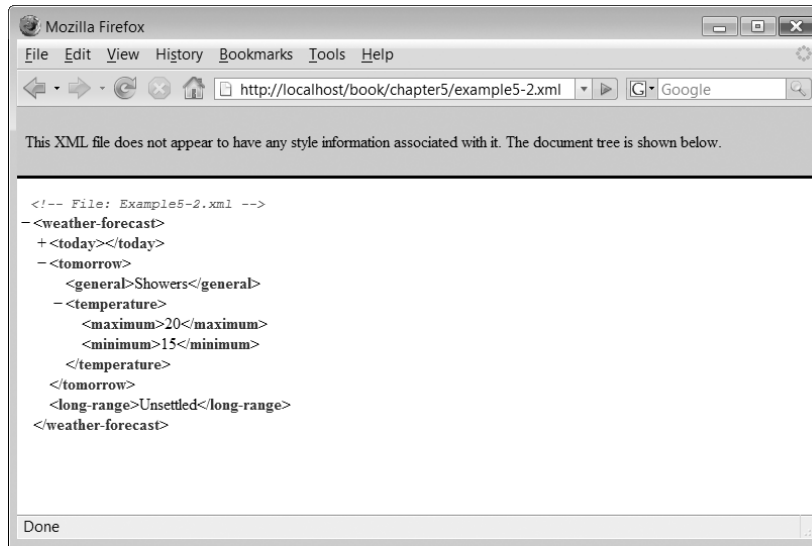 Mozilla Firefox
File Edit View History Bookmarks Tools Help
http://localhost/book/chapter5/example5-2.xml G Google
This XML file does not appear to have any style information associated with it. The document tree is shown below.
<!-- File: Example5-2.xml -->
−<weather-forecast>
+<today></today>
−<tomorrow>
<general>Showers</general>
−<temperature>
<maximum>20</maximum>
<minimum>15</minimum>
</temperature>
</tomorrow>
<long-range>Unsettled</long-range>
</weather-forecast>
Done